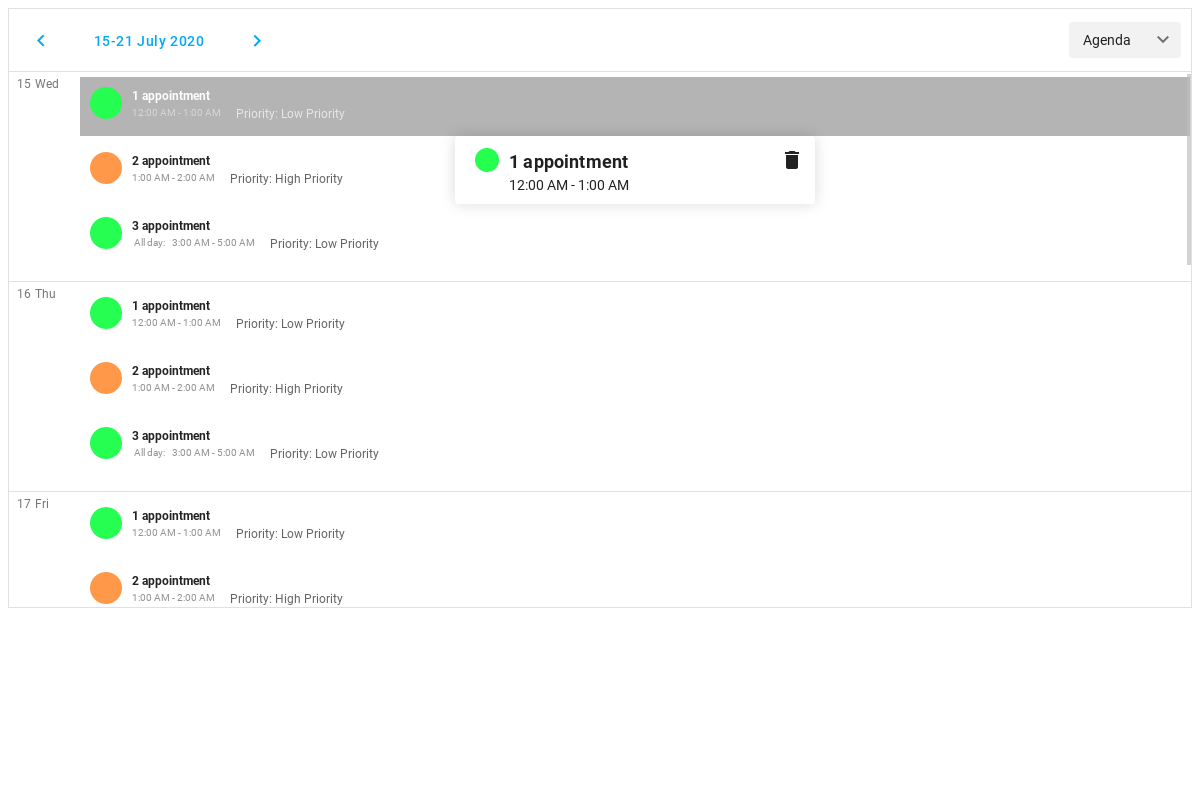 15-21 July 2020
Agenda
15 Wed
1 appointment
12:00 AM - 1:00 AM Priority: Low Priority
2 appointment
1:00 AM - 2:00 AM Priority: High Priority
1 appointment
12:00 AM - 1:00 AM
3 appointment
All day: 3:00 AM - 5:00 AM Priority: Low Priority
16 Thu
1 appointment
12:00 AM - 1:00 AM Priority: Low Priority
2 appointment
1:00 AM - 2:00 AM Priority: High Priority
3 appointment
All day: 3:00 AM - 5:00 AM Priority: Low Priority
17 Fri
1 appointment
12:00 AM - 1:00 AM Priority: Low Priority
2 appointment
1:00 AM - 2:00 AM Priority: High Priority